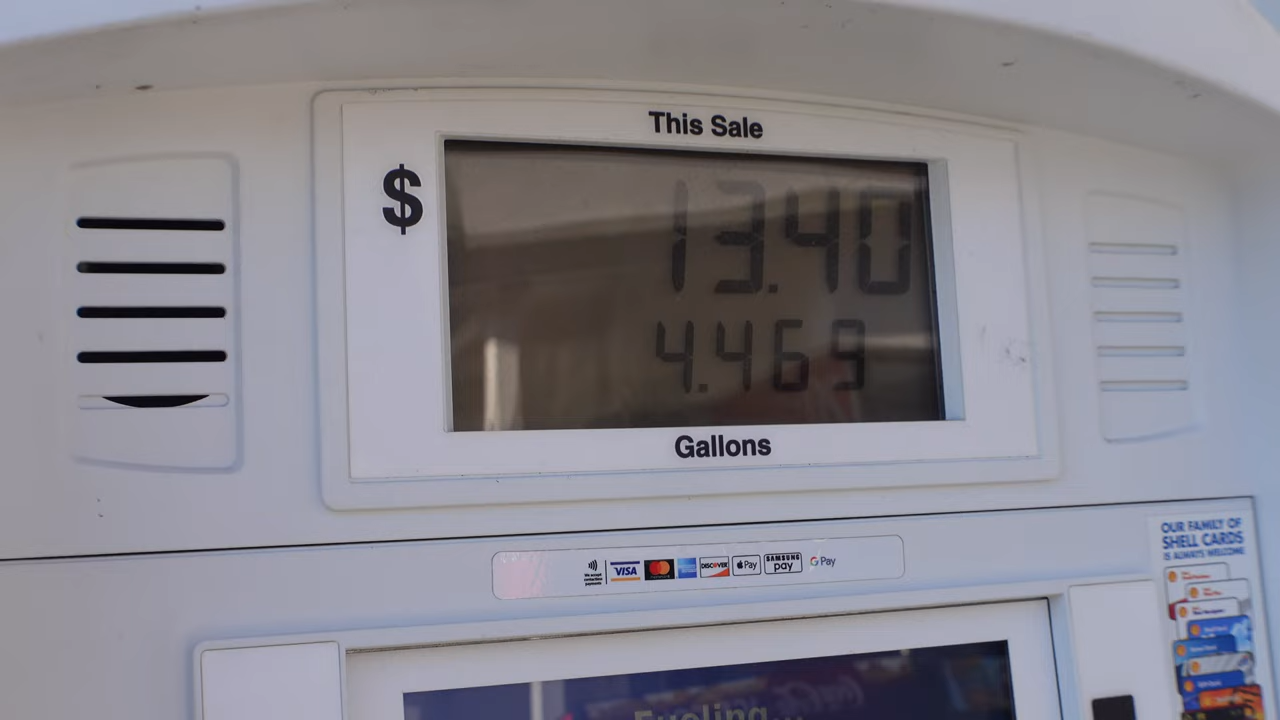 This Sale
$
13.40
4.469
Gallons
VISA
DISCOVER
Pay
SAMSUNG
pay
G Pay
OUR FAMILY OF
SHELL CARDS
IS ALWAYS WELCOME
Fueling...